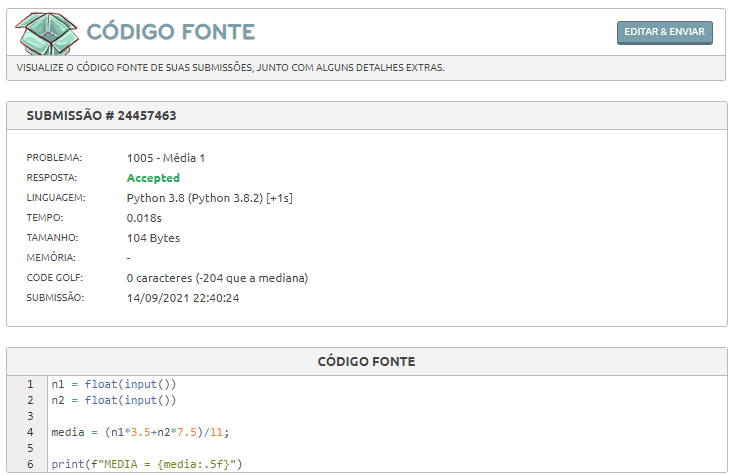 CÓDIGO FONTE
EDITAR & ENVIAR
VISUALIZE O CÓDIGO FONTE DE SUAS SUBMISSÕES, JUNTO COM ALGUNS DETALHES EXTRAS.
SUBMISSÃO # 24457463
PROBLEMA: 1005 - Média 1
RESPOSTA: Accepted
LINGUAGEM: Python 3.8 (Python 3.8.2) [+1s]
TEMPO: 0.018s
TAMANHO: 104 Bytes
MEMÓRIA: -
CODE GOLF: 0 caracteres (-204 que a mediana)
SUBMISSÃO: 14/09/2021 22:40:24
CÓDIGO FONTE
1 n1 = float(input())
2 n2 = float(input())
3
4 media = (n1*3.5+n2*7.5)/11;
5
6 print(f"MEDIA = {media:.5f}")